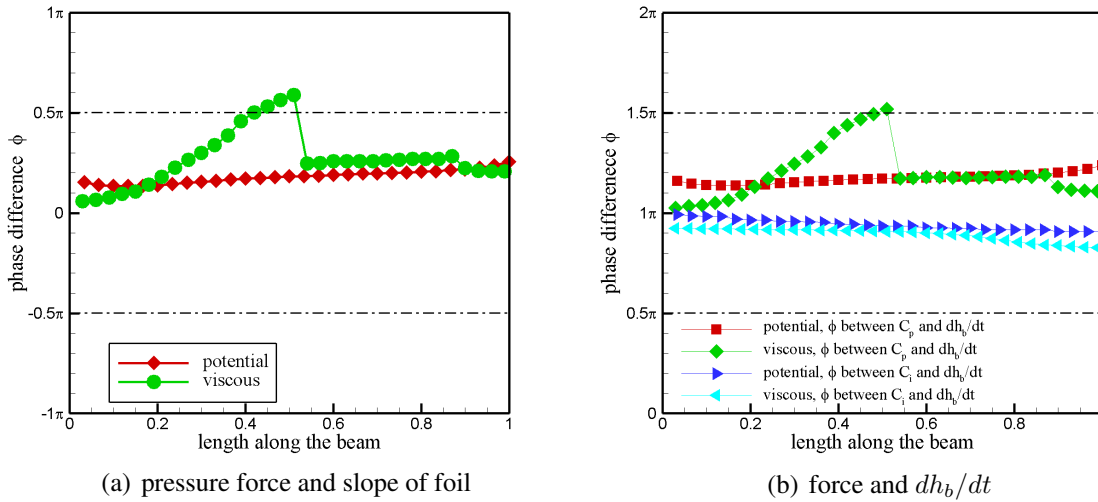 1π
0.5π
0
-0.5π
-1π
phase difference ϕ
0
0.2
0.4
0.6
0.8
1
length along the beam
potential
viscous
(a) pressure force and slope of foil
2π
1.5π
1π
0.5π
0
phase difference ϕ
0
0.2
0.4
0.6
0.8
length along the beam
potential, ϕ between C_p and dh_b/dt
viscous, ϕ between C_p and dh_b/dt
potential, ϕ between C_i and dh_b/dt
viscous, ϕ between C_i and dh_b/dt
(b) force and dh_b/dt